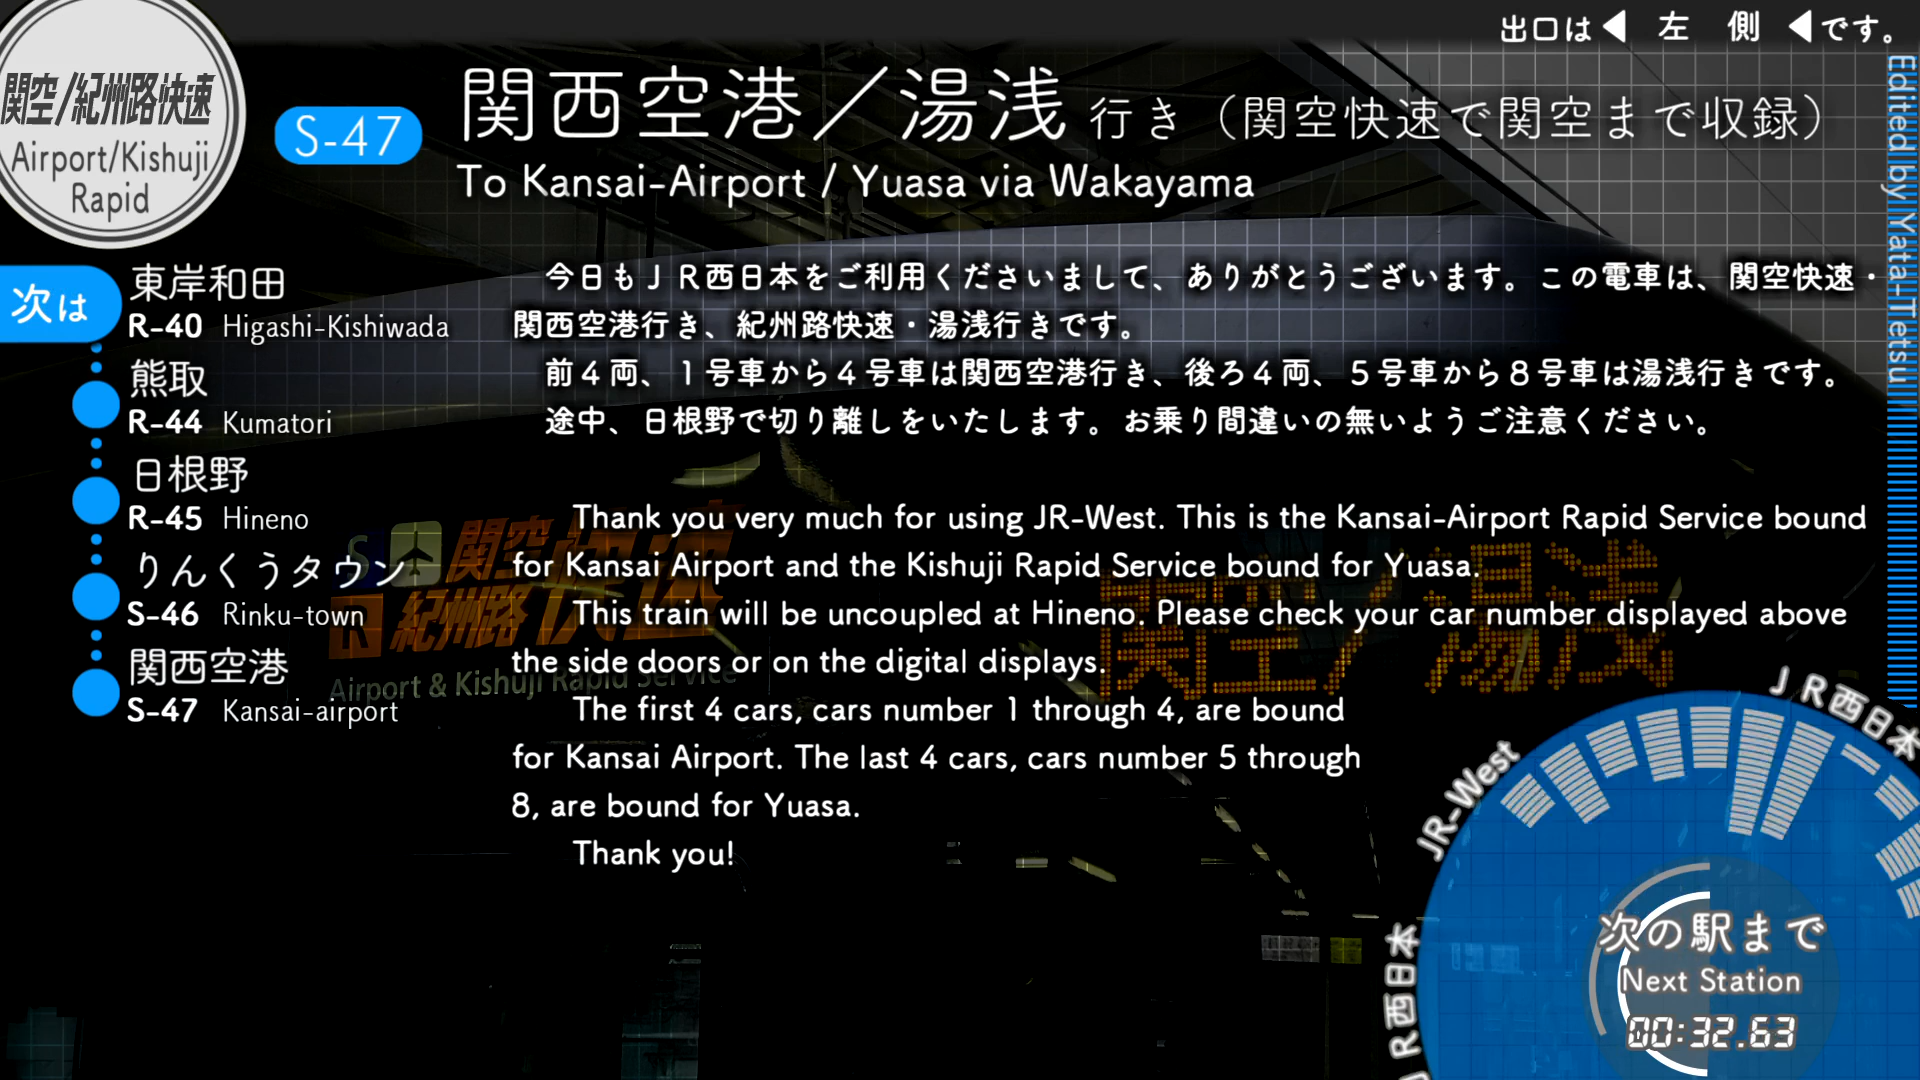 出口は◀ 左 側 ◀です。
関空/紀州路快速
Airport/Kishuji
Rapid
S-47
関西空港／湯浅 行き（関空快速で関空まで収録）
To Kansai-Airport / Yuasa via Wakayama
Edited by Yata-Tetsu
次は
東岸和田
R-40 Higashi-Kishiwada
熊取
R-44 Kumatori
日根野
R-45 Hineno
りんくうタウン
S-46 Rinku-town
関西空港
S-47 Kansai-airport
今日もＪＲ西日本をご利用くださいまして、ありがとうございます。この電車は、関空快速・
関西空港行き、紀州路快速・湯浅行きです。
前４両、１号車から４号車は関西空港行き、後ろ４両、５号車から８号車は湯浅行きです。
途中、日根野で切り離しをいたします。お乗り間違いの無いようご注意ください。
Thank you very much for using JR-West. This is the Kansai-Airport Rapid Service bound
for Kansai Airport and the Kishuji Rapid Service bound for Yuasa.
This train will be uncoupled at Hineno. Please check your car number displayed above
the side doors or on the digital displays.
The first 4 cars, cars number 1 through 4, are bound
for Kansai Airport. The last 4 cars, cars number 5 through
8, are bound for Yuasa.
Thank you!
S
関空快速
R
紀州路快速
Airport & Kishuji Rapid Service
関空/湯浅
ＪＲ西日本
JR-West
ＪＲ西日本
次の駅まで
Next Station
00:32.63